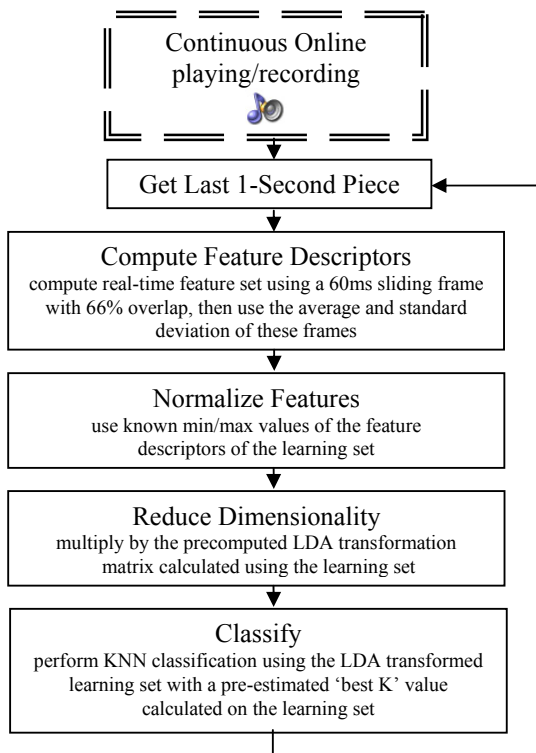 Continuous Online
playing/recording
Get Last 1-Second Piece
Compute Feature Descriptors
compute real-time feature set using a 60ms sliding frame
with 66% overlap, then use the average and standard
deviation of these frames
Normalize Features
use known min/max values of the feature
descriptors of the learning set
Reduce Dimensionality
multiply by the precomputed LDA transformation
matrix calculated using the learning set
Classify
perform KNN classification using the LDA transformed
learning set with a pre-estimated ‘best K’ value
calculated on the learning set